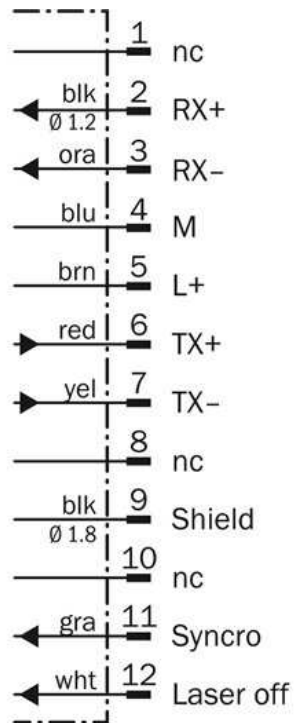 1 nc
blk 2 RX+
Ø 1.2
ora 3 RX–
blu 4 M
brn 5 L+
red 6 TX+
yel 7 TX–
8 nc
blk 9 Shield
Ø 1.8
10 nc
gra 11 Syncro
wht 12 Laser off